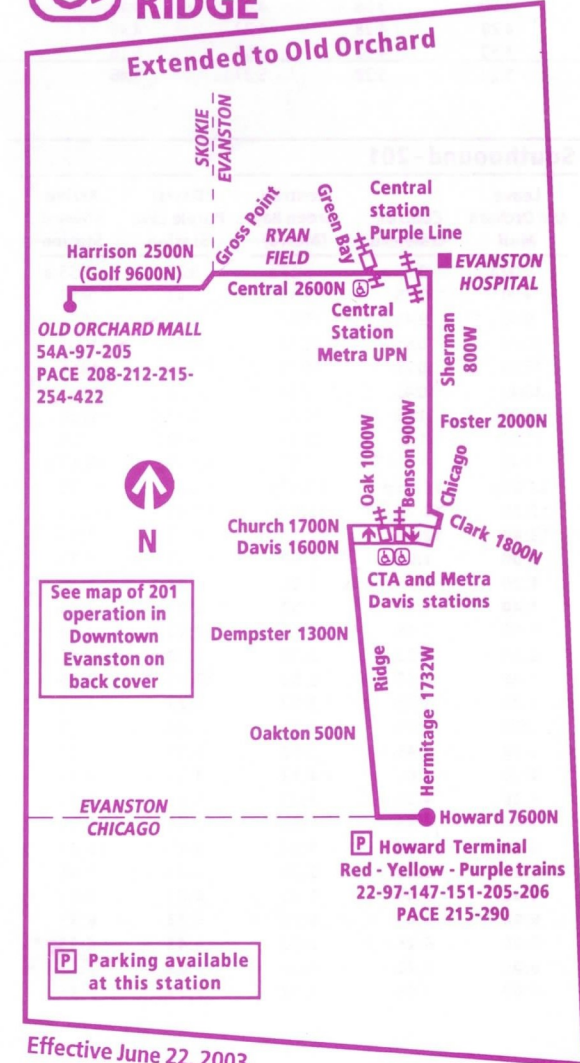 RIDGE
Extended to Old Orchard
SKOKIE
EVANSTON
Gross Point
RYAN
FIELD
Green Bay
Central
station
Purple Line
EVANSTON
HOSPITAL
Harrison 2500N
(Golf 9600N)
Central 2600N
Central
Station
Metra UPN
OLD ORCHARD MALL
54A-97-205
PACE 208-212-215-
254-422
Sherman
800W
Foster 2000N
Oak 1000W
Benson 900W
Chicago
Clark 1800N
N
Church 1700N
Davis 1600N
CTA and Metra
Davis stations
See map of 201
operation in
Downtown
Evanston on
back cover
Dempster 1300N
Ridge
Hermitage 1732W
Oakton 500N
EVANSTON
CHICAGO
Howard 7600N
P Howard Terminal
Red - Yellow - Purple trains
22-97-147-151-205-206
PACE 215-290
P Parking available
at this station
Effective June 22, 2003
Southbound-201